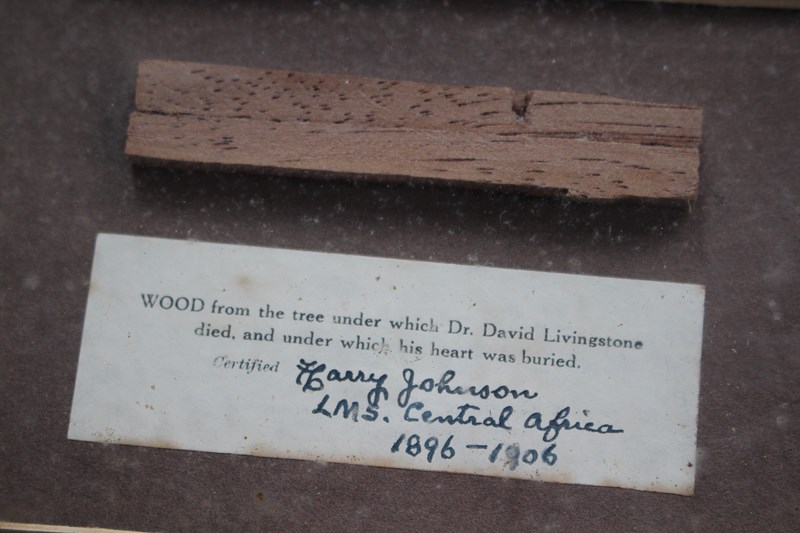 WOOD from the tree under which Dr. David Livingstone
died, and under which his heart was buried.
Certified Harry Johnson
LMS. Central Africa
1896-1906